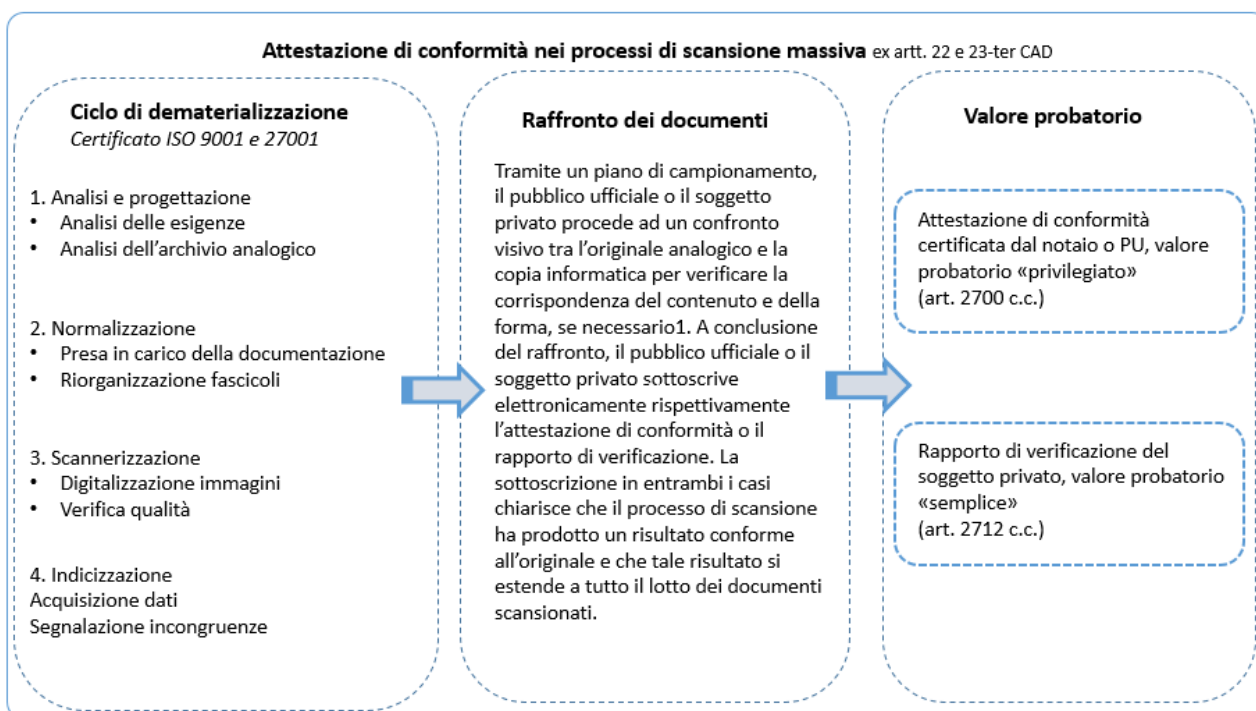 Attestazione di conformità nei processi di scansione massiva ex artt. 22 e 23-ter CAD
Ciclo di dematerializzazione
Certificato ISO 9001 e 27001
1. Analisi e progettazione
• Analisi delle esigenze
• Analisi dell’archivio analogico
2. Normalizzazione
• Presa in carico della documentazione
• Riorganizzazione fascicoli
3. Scannerizzazione
• Digitalizzazione immagini
• Verifica qualità
4. Indicizzazione
Acquisizione dati
Segnalazione incongruenze
Raffronto dei documenti
Tramite un piano di campionamento,
il pubblico ufficiale o il soggetto
privato procede ad un confronto
visivo tra l’originale analogico e la
copia informatica per verificare la
corrispondenza del contenuto e della
forma, se necessario1. A conclusione
del raffronto, il pubblico ufficiale o il
soggetto privato sottoscrive
elettronicamente rispettivamente
l’attestazione di conformità o il
rapporto di verificazione. La
sottoscrizione in entrambi i casi
chiarisce che il processo di scansione
ha prodotto un risultato conforme
all’originale e che tale risultato si
estende a tutto il lotto dei documenti
scansionati.
Valore probatorio
Attestazione di conformità
certificata dal notaio o PU, valore
probatorio «privilegiato»
(art. 2700 c.c.)
Rapporto di verificazione del
soggetto privato, valore probatorio
«semplice»
(art. 2712 c.c.)